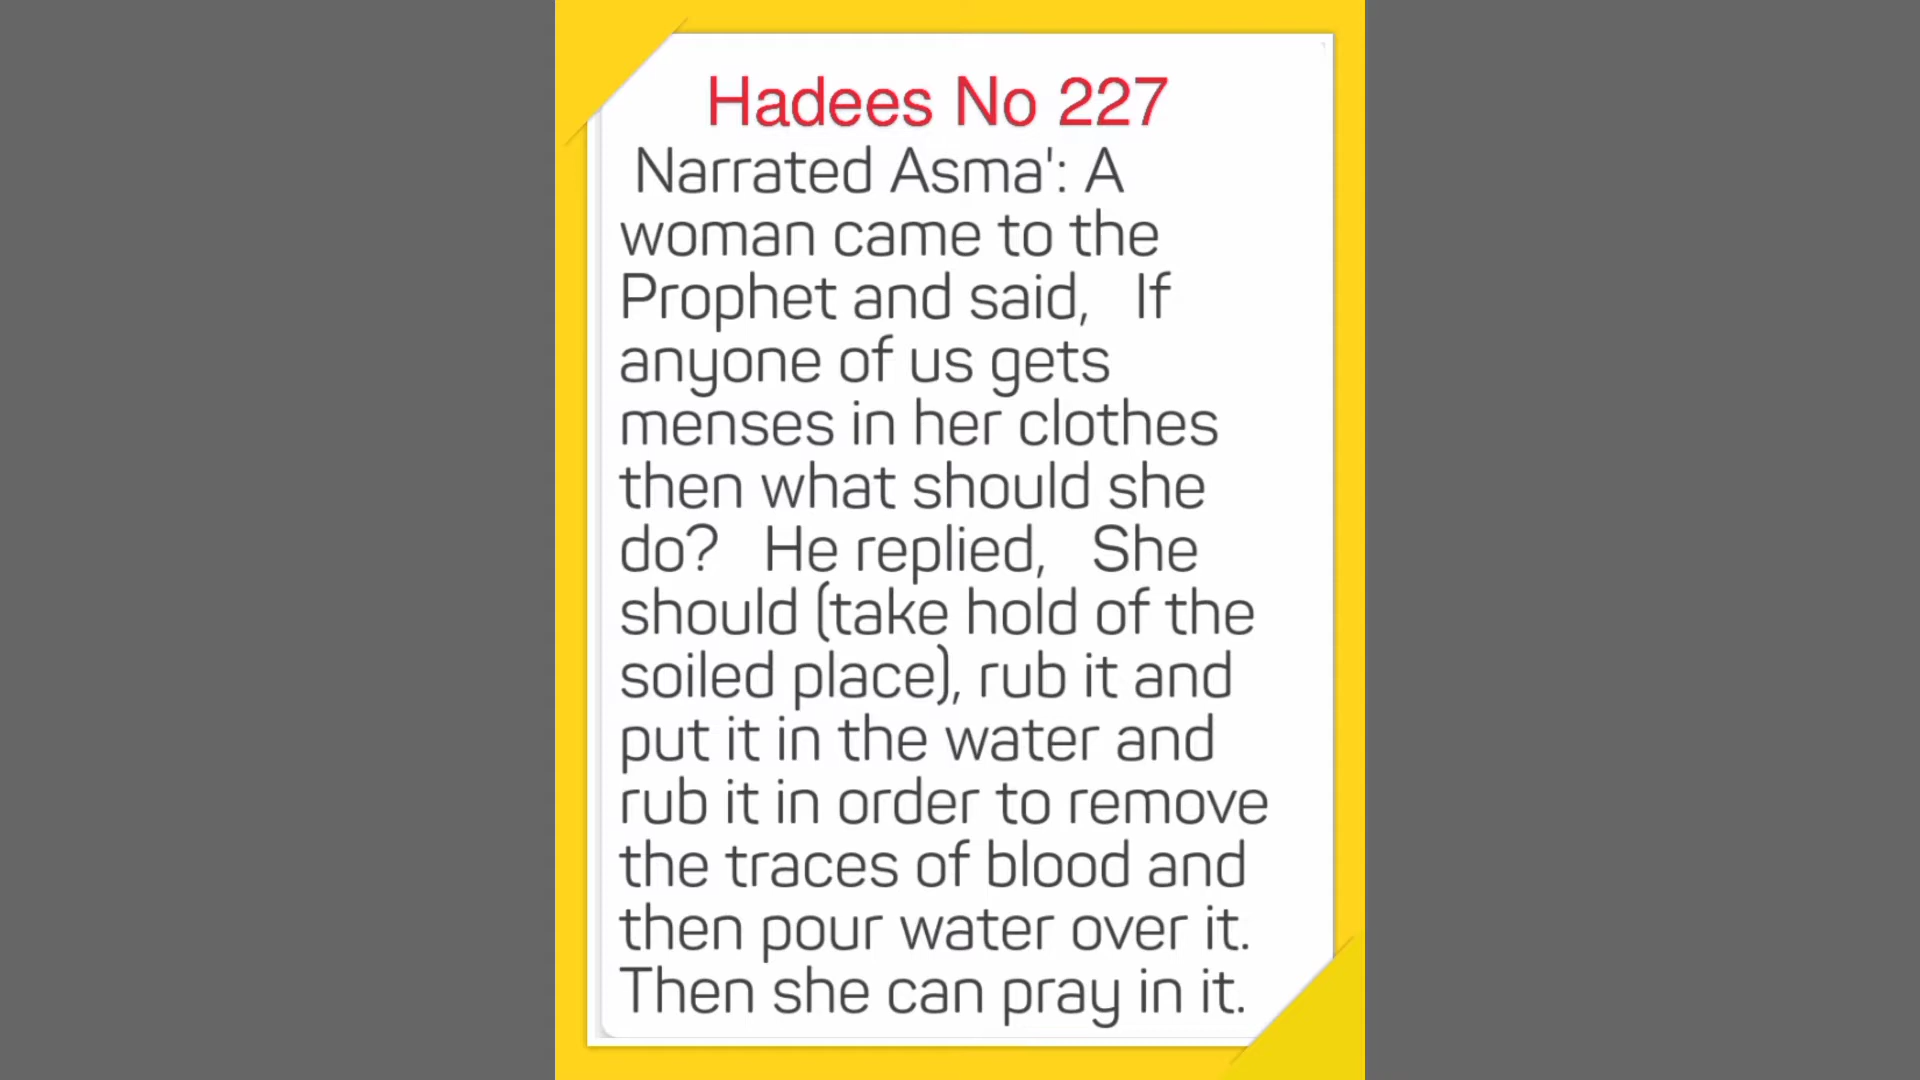 Hadees No 227
Narrated Asma': A
woman came to the
Prophet and said,   If
anyone of us gets
menses in her clothes
then what should she
do?   He replied,   She
should (take hold of the
soiled place), rub it and
put it in the water and
rub it in order to remove
the traces of blood and
then pour water over it.
Then she can pray in it.